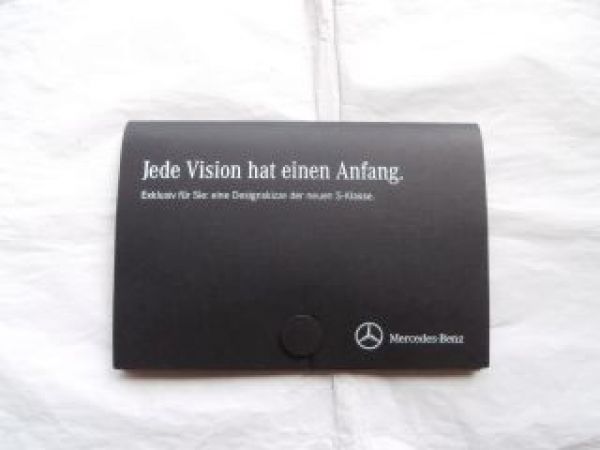 Jede Vision hat einen Anfang.
Exklusiv für Sie: eine Designskizze der neuen S-Klasse.
Mercedes-Benz